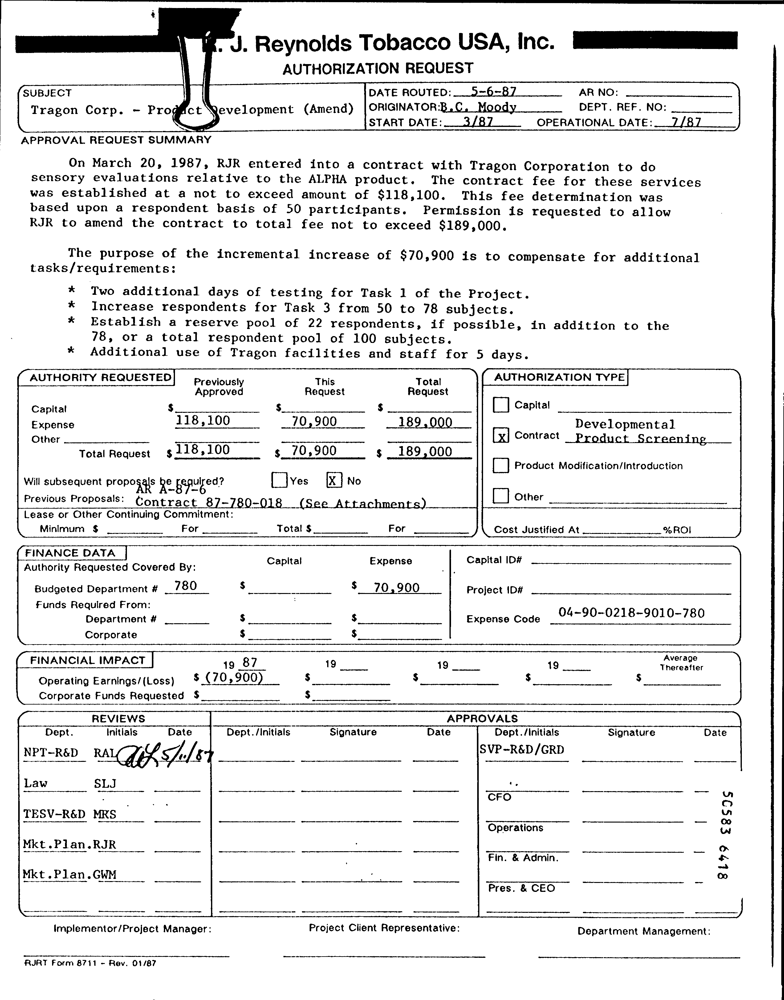 . J. Reynolds Tobacco USA, Inc.
AUTHORIZATION REQUEST
SUBJECT
Tragon Corp. - Product Development (Amend)
DATE ROUTED: 5-6-87 AR NO:
ORIGINATOR: B.C. Moody DEPT. REF. NO:
START DATE: 3/87 OPERATIONAL DATE: 7/87
APPROVAL REQUEST SUMMARY
On March 20, 1987, RJR entered into a contract with Tragon Corporation to do
sensory evaluations relative to the ALPHA product. The contract fee for these services
was established at a not to exceed amount of $118,100. This fee determination was
based upon a respondent basis of 50 participants. Permission is requested to allow
RJR to amend the contract to total fee not to exceed $189,000.
The purpose of the incremental increase of $70,900 is to compensate for additional
tasks/requirements:
* Two additional days of testing for Task 1 of the Project.
* Increase respondents for Task 3 from 50 to 78 subjects.
* Establish a reserve pool of 22 respondents, if possible, in addition to the
78, or a total respondent pool of 100 subjects.
* Additional use of Tragon facilities and staff for 5 days.
AUTHORITY REQUESTED
Previously Approved This Request Total Request
Capital $ $ $
Expense 118,100 70,900 189,000
Other
Total Request $ 118,100 $ 70,900 $ 189,000
Will subsequent proposals be required? Yes X No
AR A-87-6
Previous Proposals: Contract 87-780-018 (See Attachments)
Lease or Other Continuing Commitment:
Minimum $ For Total $ For
AUTHORIZATION TYPE
Capital
Developmental
X Contract Product Screening
Product Modification/Introduction
Other
Cost Justified At %ROI
FINANCE DATA
Authority Requested Covered By: Capital Expense
Budgeted Department # 780 $ $ 70,900
Funds Required From:
Department # $ $
Corporate $ $
Capital ID#
Project ID#
Expense Code 04-90-0218-9010-780
FINANCIAL IMPACT
19 87 19 19 19 Average Thereafter
Operating Earnings/(Loss) $ (70,900) $ $ $ $
Corporate Funds Requested $ $
REVIEWS
Dept. Initials Date
NPT-R&D RAL 5/11/87
Law SLJ
TESV-R&D MKS
Mkt.Plan.RJR
Mkt.Plan.GWM
APPROVALS
Dept./Initials Signature Date Dept./Initials Signature Date
SVP-R&D/GRD
CFO
Operations
Fin. & Admin.
Pres. & CEO
50583 6418
Implementor/Project Manager: Project Client Representative: Department Management:
RJRT Form 8711 - Rev. 01/87